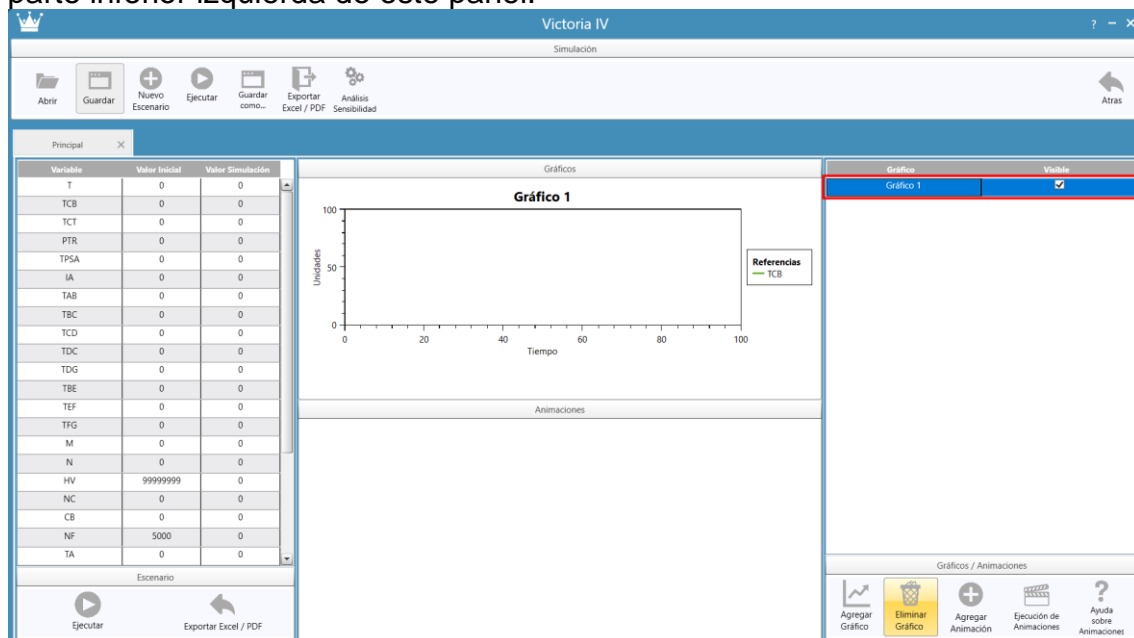 parte inferior izquierda de este panel.
Victoria IV
? − ×
Simulación
Abrir
Guardar
Nuevo
Escenario
Ejecutar
Guardar
como...
Exportar
Excel / PDF
Análisis
Sensibilidad
Atras
Principal ×
Variable Valor Inicial Valor Simulación
T 0 0
TCB 0 0
TCT 0 0
PTR 0 0
TPSA 0 0
IA 0 0
TAB 0 0
TBC 0 0
TCD 0 0
TDC 0 0
TDG 0 0
TBE 0 0
TEF 0 0
TFG 0 0
M 0 0
N 0 0
HV 99999999 0
NC 0 0
CB 0 0
NF 5000 0
TA 0 0
Escenario
Ejecutar
Exportar Excel / PDF
Gráficos
Gráfico 1
100
50
0
Unidades
0 20 40 60 80 100
Tiempo
Referencias
TCB
Animaciones
Gráfico Visible
Gráfico 1
Gráficos / Animaciones
Agregar
Gráfico
Eliminar
Gráfico
Agregar
Animación
Ejecución de
Animaciones
?
Ayuda
sobre
Animaciones